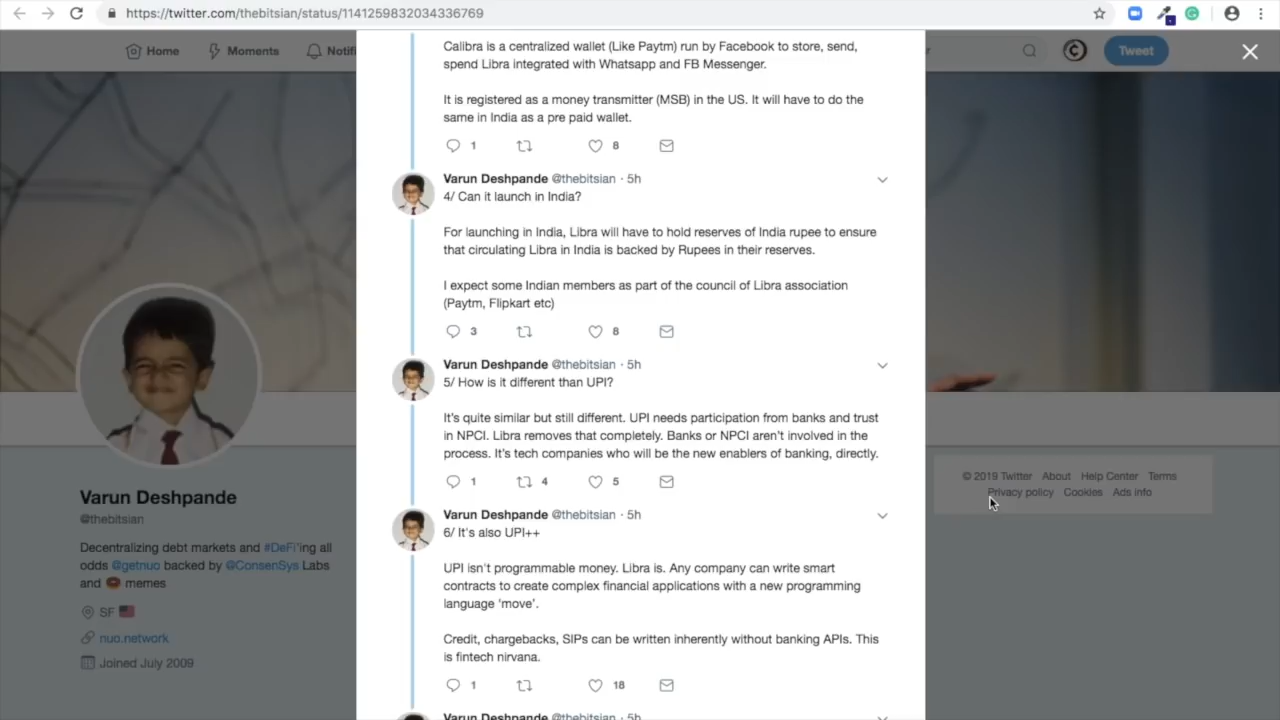 https://twitter.com/thebitsian/status/1141259832034336769
Home
Moments
Notifi
Tweet
Calibra is a centralized wallet (Like Paytm) run by Facebook to store, send,
spend Libra integrated with Whatsapp and FB Messenger.
It is registered as a money transmitter (MSB) in the US. It will have to do the
same in India as a pre paid wallet.
1
8
Varun Deshpande @thebitsian · 5h
4/ Can it launch in India?
For launching in India, Libra will have to hold reserves of India rupee to ensure
that circulating Libra in India is backed by Rupees in their reserves.
I expect some Indian members as part of the council of Libra association
(Paytm, Flipkart etc)
3
8
Varun Deshpande @thebitsian · 5h
5/ How is it different than UPI?
It's quite similar but still different. UPI needs participation from banks and trust
in NPCI. Libra removes that completely. Banks or NPCI aren't involved in the
process. It's tech companies who will be the new enablers of banking, directly.
1
4
5
Varun Deshpande @thebitsian · 5h
6/ It's also UPI++
UPI isn't programmable money. Libra is. Any company can write smart
contracts to create complex financial applications with a new programming
language 'move'.
Credit, chargebacks, SIPs can be written inherently without banking APIs. This
is fintech nirvana.
1
18
Varun Deshpande @thebitsian · 5h
Varun Deshpande
@thebitsian
Decentralizing debt markets and #DeFi'ing all
odds @getnuo backed by @ConsenSys Labs
and 🍩 memes
SF 🇺🇸
nuo.network
Joined July 2009
© 2019 Twitter About Help Center Terms
Privacy policy Cookies Ads info